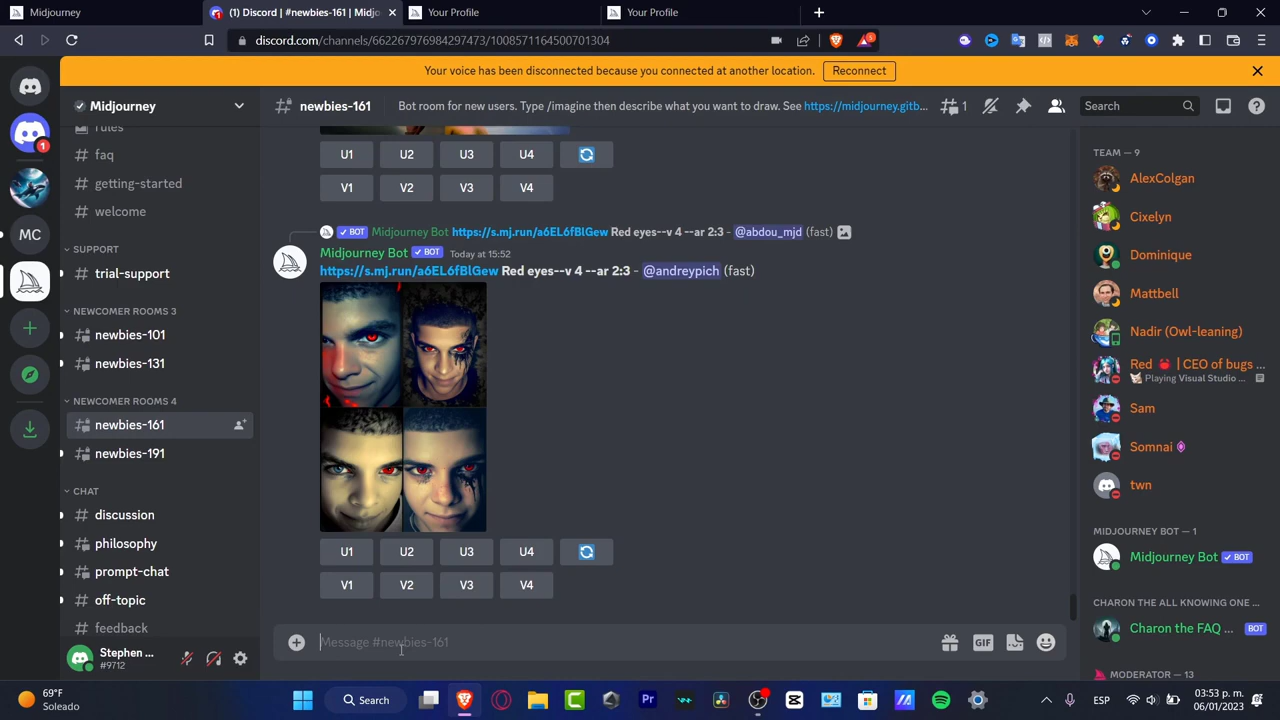 Midjourney
(1) Discord | #newbies-161 | Midjo
Your Profile
Your Profile
discord.com/channels/662267976984297473/1008571164500701304
5
Your voice has been disconnected because you connected at another location.
Reconnect
Midjourney
newbies-161
Bot room for new users. Type /imagine then describe what you want to draw. See https://midjourney.gitb...
1
Search
rules
faq
getting-started
welcome
SUPPORT
trial-support
NEWCOMER ROOMS 3
newbies-101
newbies-131
NEWCOMER ROOMS 4
newbies-161
newbies-191
CHAT
discussion
philosophy
prompt-chat
off-topic
feedback
1
MC
Stephen ...
#9712
U1 U2 U3 U4
V1 V2 V3 V4
BOT Midjourney Bot https://s.mj.run/a6EL6fBlGew Red eyes--v 4 --ar 2:3 - @abdou_mjd (fast)
Midjourney Bot BOT Today at 15:52
https://s.mj.run/a6EL6fBlGew Red eyes--v 4 --ar 2:3 - @andreypich (fast)
U1 U2 U3 U4
V1 V2 V3 V4
Message #newbies-161
GIF
TEAM — 9
AlexColgan
Cixelyn
Dominique
Mattbell
Nadir (Owl-leaning)
Red 🦀 | CEO of bugs ...
Playing Visual Studio ...
Sam
Somnai
twn
MIDJOURNEY BOT — 1
Midjourney Bot BOT
CHARON THE ALL KNOWING ONE ...
Charon the FAQ ... BOT
MODERATOR — 13
69°F
Soleado
Search
Pr
ESP
03:53 p. m.
06/01/2023